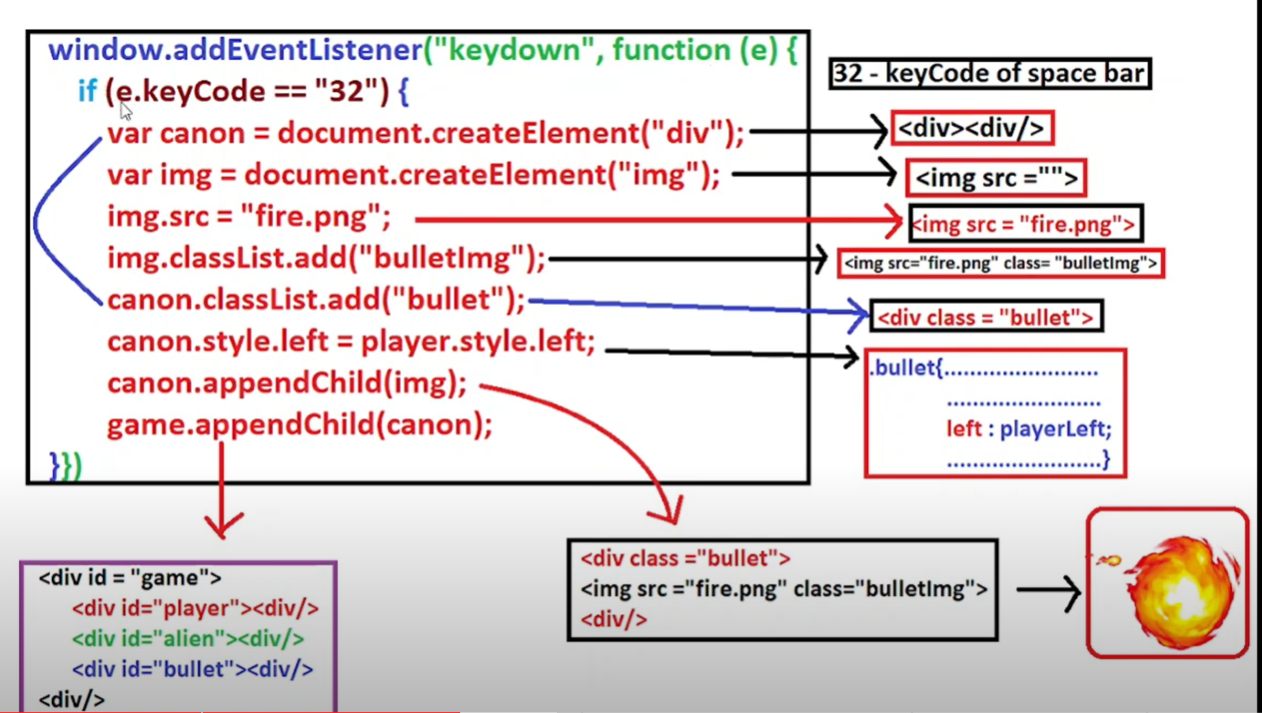 window.addEventListener("keydown", function (e) {
if (e.keyCode == "32") {
var canon = document.createElement("div");
var img = document.createElement("img");
img.src = "fire.png";
img.classList.add("bulletImg");
canon.classList.add("bullet");
canon.style.left = player.style.left;
canon.appendChild(img);
game.appendChild(canon);
}})
32 - keyCode of space bar
<div><div/>
<img src ="">
<img src = "fire.png">
<img src="fire.png" class= "bulletImg">
<div class = "bullet">
.bullet{........................
........................
left : playerLeft;
........................}
<div id = "game">
<div id="player"><div/>
<div id="alien"><div/>
<div id="bullet"><div/>
<div/>
<div class ="bullet">
<img src ="fire.png" class="bulletImg">
<div/>